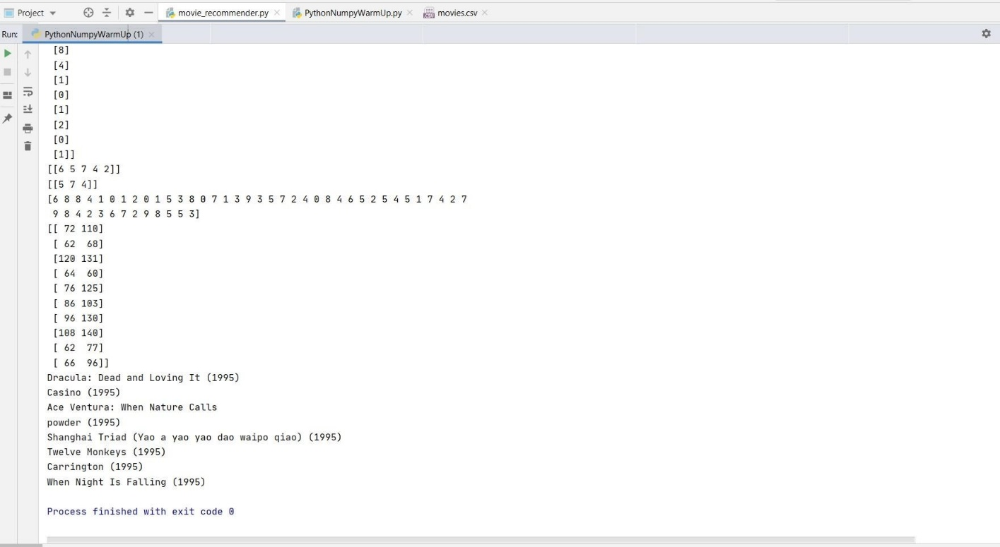 Project movie_recommender.py PythonNumpyWarmUp.py movies.csv
Run: PythonNumpyWarmUp (1)
[8]
[4]
[1]
[0]
[1]
[2]
[0]
[1]]
[[6 5 7 4 2]]
[[5 7 4]]
[6 8 8 4 1 0 1 2 0 1 5 3 8 0 7 1 3 9 3 5 7 2 4 0 8 4 6 5 2 5 4 5 1 7 4 2 7
9 8 4 2 3 6 7 2 9 8 5 5 3]
[[ 72 110]
[ 62  68]
[120 131]
[ 64  60]
[ 76 125]
[ 86 103]
[ 96 130]
[108 140]
[ 62  77]
[ 66  96]]
Dracula: Dead and Loving It (1995)
Casino (1995)
Ace Ventura: When Nature Calls
powder (1995)
Shanghai Triad (Yao a yao yao dao waipo qiao) (1995)
Twelve Monkeys (1995)
Carrington (1995)
When Night Is Falling (1995)
Process finished with exit code 0